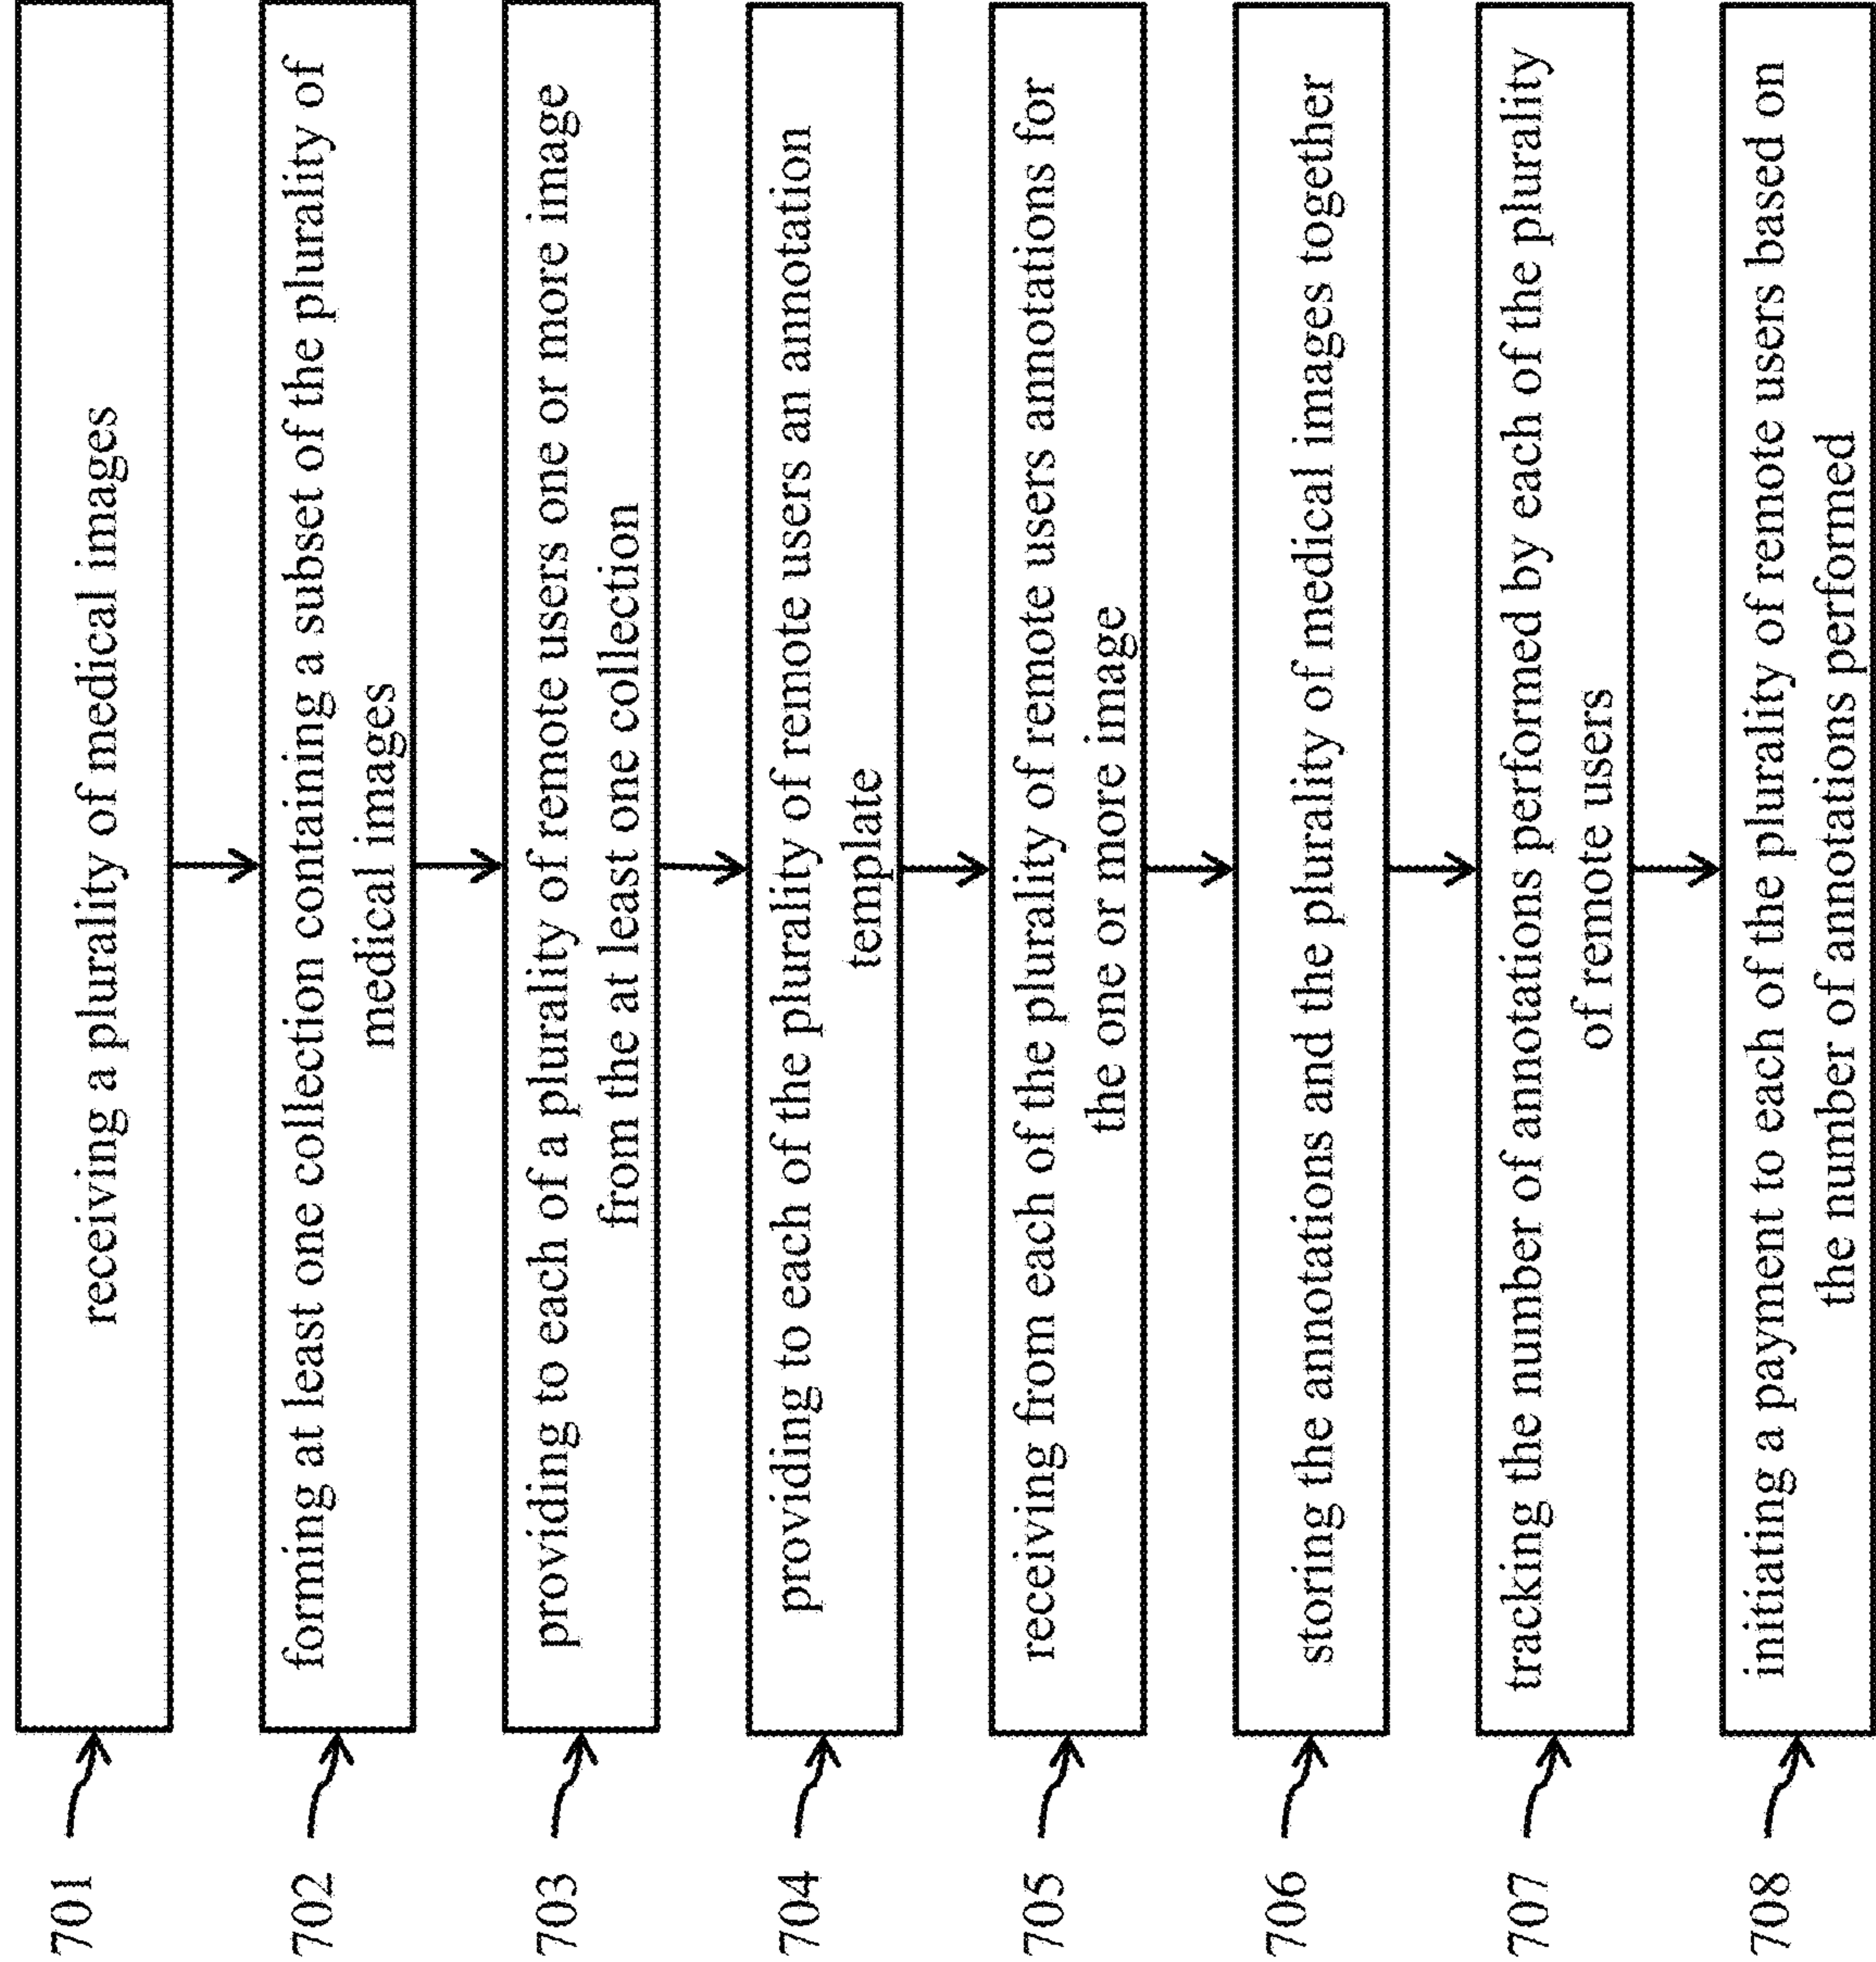 701
receiving a plurality of medical images
702
forming at least one collection containing a subset of the plurality of
medical images
703
providing to each of a plurality of remote users one or more image
from the at least one collection
704
providing to each of the plurality of remote users an annotation
template
705
receiving from each of the plurality of remote users annotations for
the one or more image
706
storing the annotations and the plurality of medical images together
707
tracking the number of annotations performed by each of the plurality
of remote users
708
initiating a payment to each of the plurality of remote users based on
the number of annotations performed